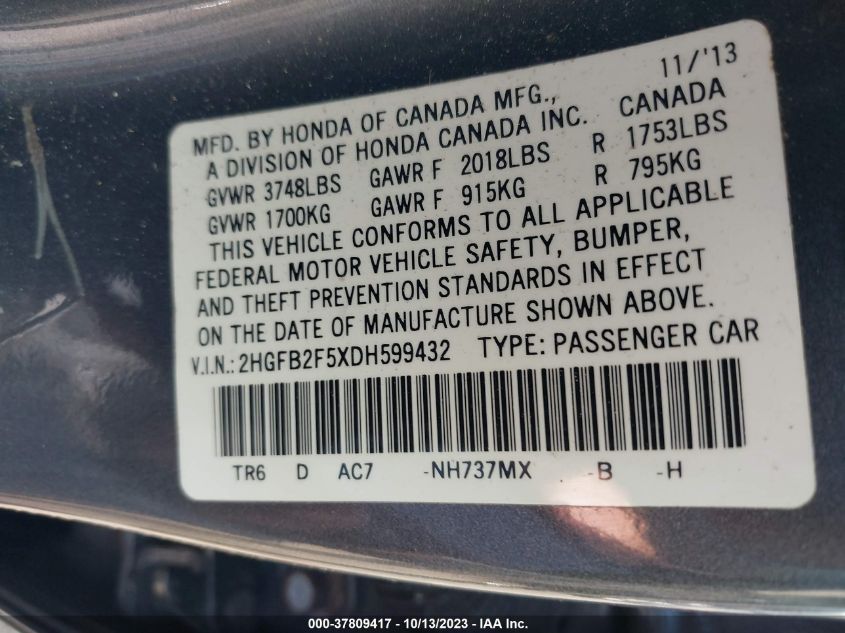 11/'13
MFD. BY HONDA OF CANADA MFG.,
A DIVISION OF HONDA CANADA INC. CANADA
GVWR 3748LBS GAWR F 2018LBS R 1753LBS
GVWR 1700KG GAWR F 915KG R 795KG
THIS VEHICLE CONFORMS TO ALL APPLICABLE
FEDERAL MOTOR VEHICLE SAFETY, BUMPER,
AND THEFT PREVENTION STANDARDS IN EFFECT
ON THE DATE OF MANUFACTURE SHOWN ABOVE.
V.I.N.: 2HGFB2F5XDH599432 TYPE: PASSENGER CAR
TR6 D AC7 -NH737MX -B -H
000-37809417 - 10/13/2023 - IAA Inc.